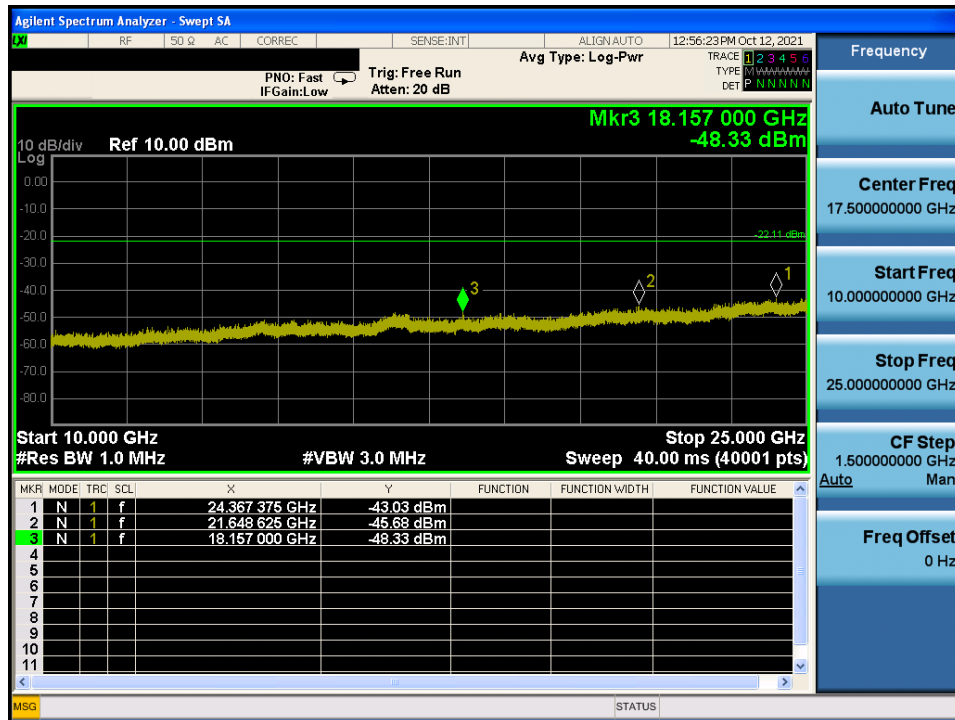 Agilent Spectrum Analyzer - Swept SA
LXI RF 50 Ω AC CORREC SENSE:INT ALIGN AUTO 12:56:23 PM Oct 12, 2021
Frequency
Avg Type: Log-Pwr
TRACE 1 2 3 4 5 6
PNO: Fast
Trig: Free Run
TYPE M
IFGain:Low
Atten: 20 dB
DET P N N N N N
Auto Tune
Mkr3 18.157 000 GHz
-48.33 dBm
10 dB/div
Ref 10.00 dBm
Log
0.00
-10.0
-20.0
-22.11 dBm
-30.0
-40.0
-50.0
-60.0
-70.0
-80.0
3
2
1
Center Freq
17.500000000 GHz
Start Freq
10.000000000 GHz
Stop Freq
25.000000000 GHz
Start 10.000 GHz
Stop 25.000 GHz
#Res BW 1.0 MHz
#VBW 3.0 MHz
Sweep 40.00 ms (40001 pts)
CF Step
1.500000000 GHz
Auto Man
Freq Offset
0 Hz
MKR MODE TRC SCL X Y FUNCTION FUNCTION WIDTH FUNCTION VALUE
1 N 1 f 24.367 375 GHz -43.03 dBm
2 N 1 f 21.648 625 GHz -45.68 dBm
3 N 1 f 18.157 000 GHz -48.33 dBm
4
5
6
7
8
9
10
11
MSG
STATUS